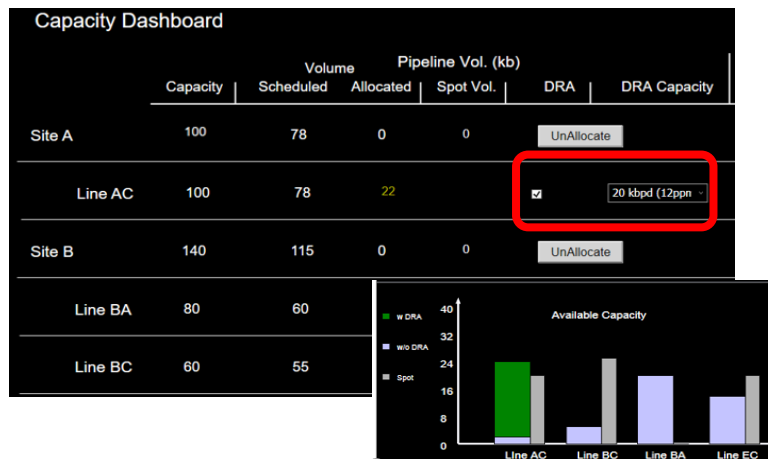 Capacity Dashboard
Volume Pipeline Vol. (kb)
Capacity | Scheduled Allocated | Spot Vol. | DRA | DRA Capacity
Site A 100 78 0 0 UnAllocate
Line AC 100 78 22 20 kbpd (12ppn
Site B 140 115 0 0 UnAllocate
Line BA 80 60
Line BC 60 55
Available Capacity
w DRA
w/o DRA
Spot
40
32
24
16
8
0
LIne AC Line BC Line BA Line EC